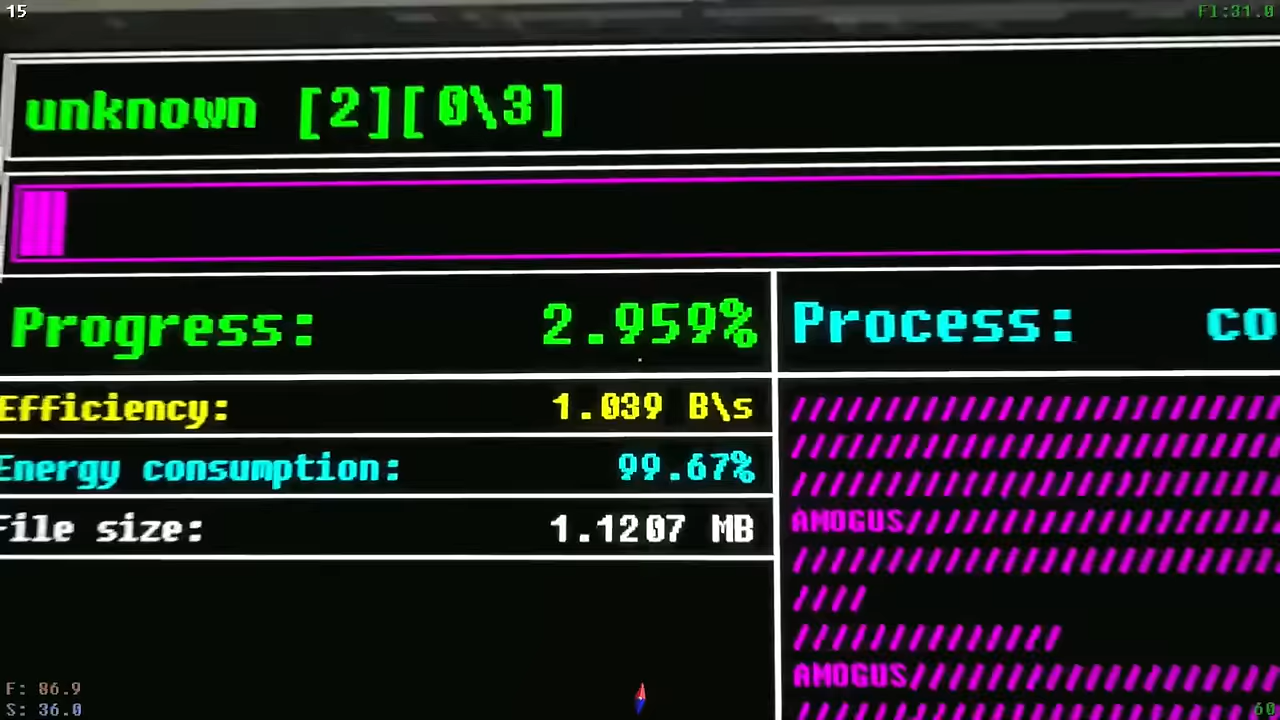 15
F1:31.0
unknown [2][0\3]
Progress: 2.959%
Process: co
Efficiency: 1.039 B\s
Energy consumption: 99.67%
File size: 1.1207 MB
//////////////////////////
//////////////////////////
//////////////////////////
AMOGUS////////////////////
//////////////////////////
////
//////////////
AMOGUS////////////////////
//////////////////////////
F: 86.9
S: 36.0
60